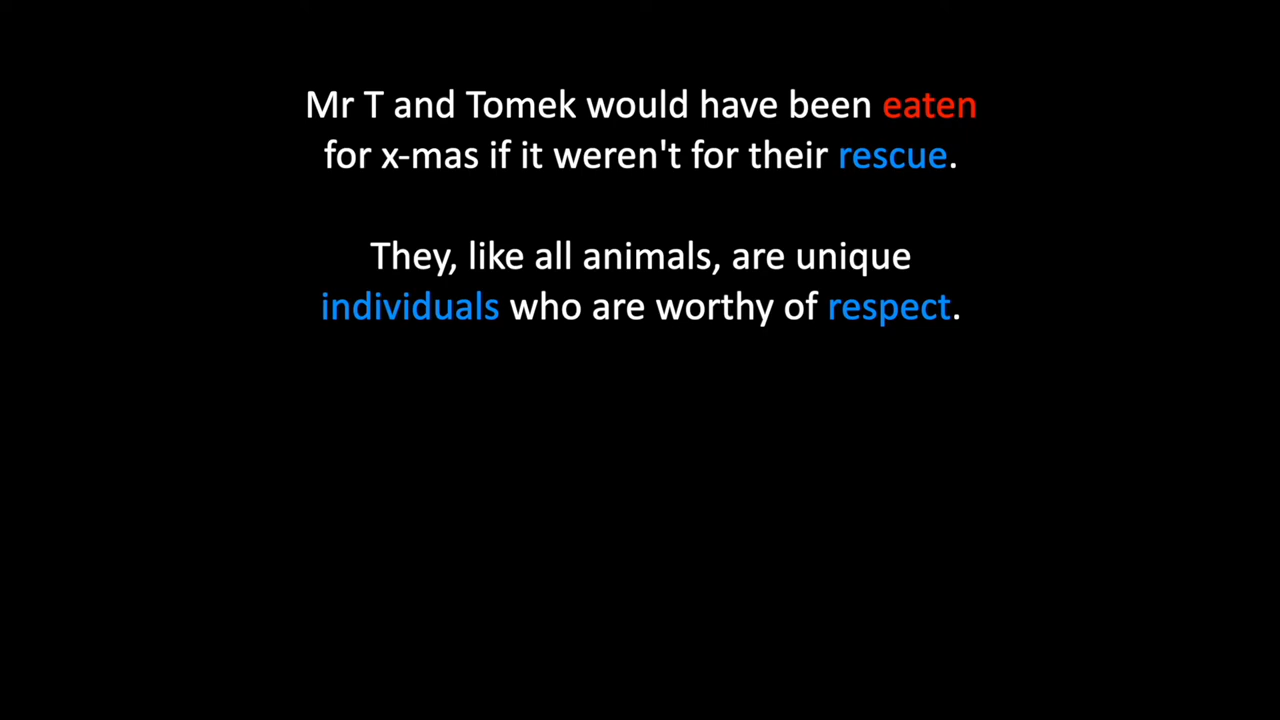 Mr T and Tomek would have been eaten
for x-mas if it weren't for their rescue.
They, like all animals, are unique
individuals who are worthy of respect.